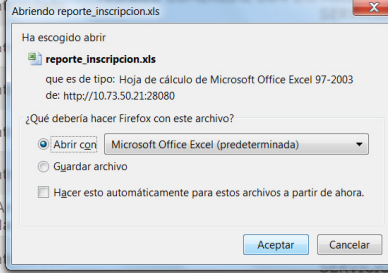 Abriendo reporte_inscripcion.xls
Ha escogido abrir
reporte_inscripcion.xls
que es de tipo: Hoja de cálculo de Microsoft Office Excel 97-2003
de: http://10.73.50.21:28080
¿Qué debería hacer Firefox con este archivo?
Abrir con Microsoft Office Excel (predeterminada)
Guardar archivo
Hacer esto automáticamente para estos archivos a partir de ahora.
Aceptar Cancelar